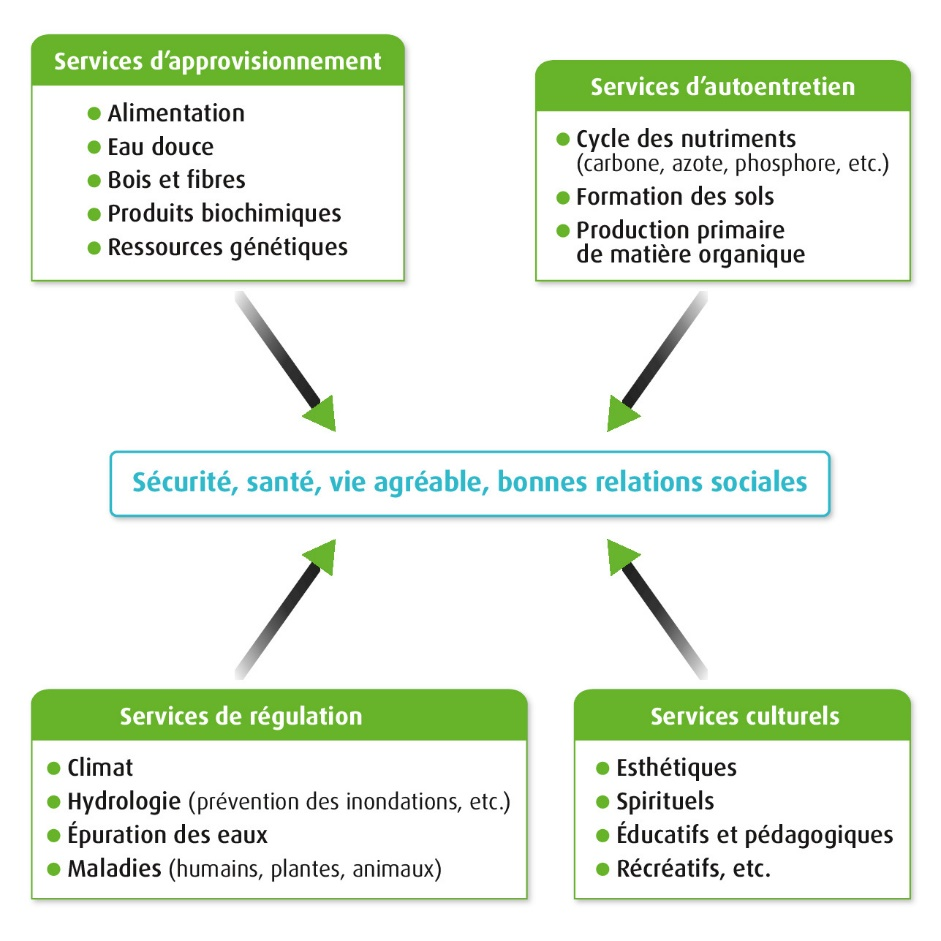 Services d’approvisionnement
Alimentation
Eau douce
Bois et fibres
Produits biochimiques
Ressources génétiques
Services d’autoentretien
Cycle des nutriments
(carbone, azote, phosphore, etc.)
Formation des sols
Production primaire
de matière organique
Sécurité, santé, vie agréable, bonnes relations sociales
Services de régulation
Climat
Hydrologie (prévention des inondations, etc.)
Épuration des eaux
Maladies (humains, plantes, animaux)
Services culturels
Esthétiques
Spirituels
Éducatifs et pédagogiques
Récréatifs, etc.